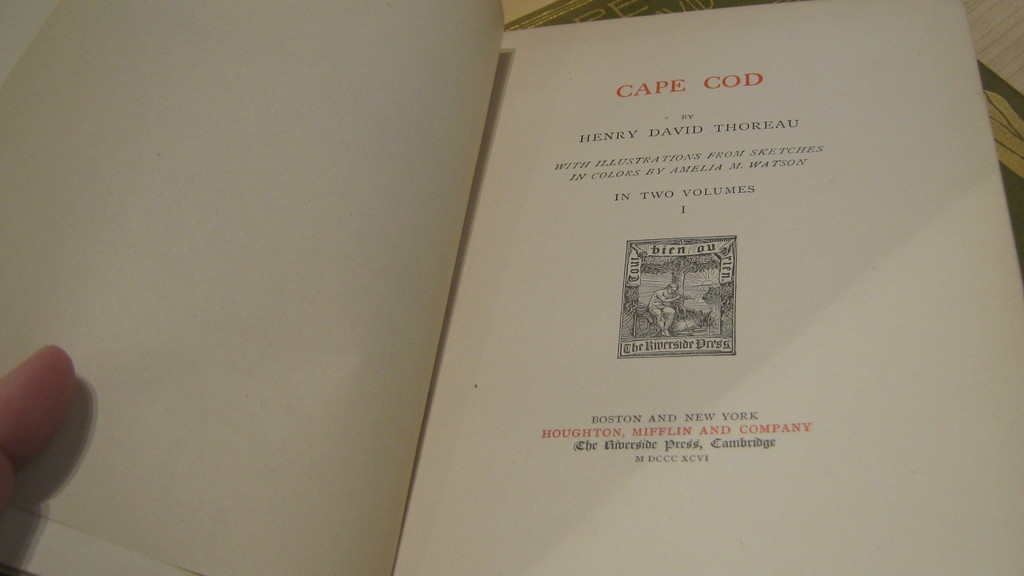 CAPE COD
BY
HENRY DAVID THOREAU
WITH ILLUSTRATIONS FROM SKETCHES
IN COLORS BY AMELIA M. WATSON
IN TWO VOLUMES
I
Tout bien ou rien
The Riverside Press
BOSTON AND NEW YORK
HOUGHTON, MIFFLIN AND COMPANY
The Riverside Press, Cambridge
M DCCC XCVI